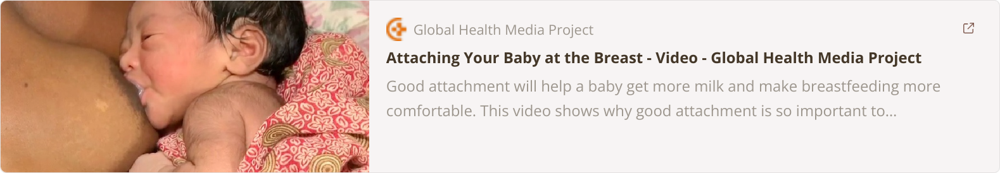 Global Health Media Project
Attaching Your Baby at the Breast - Video - Global Health Media Project
Good attachment will help a baby get more milk and make breastfeeding more
comfortable. This video shows why good attachment is so important to...